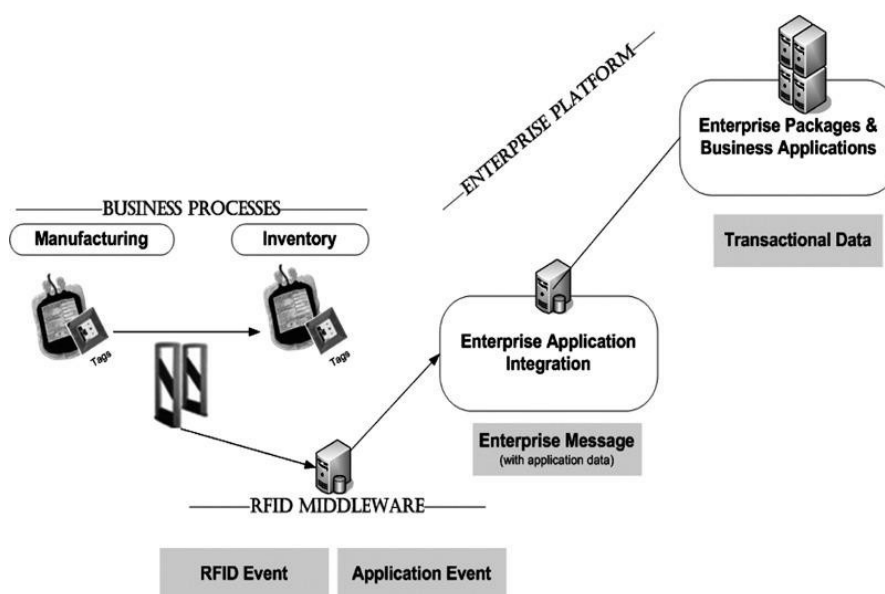 ENTERPRISE PLATFORM
Enterprise Packages &
Business Applications
Transactional Data
BUSINESS PROCESSES
Manufacturing
Inventory
Tags
Tags
Enterprise Application
Integration
Enterprise Message
(with application data)
RFID MIDDLEWARE
RFID Event
Application Event